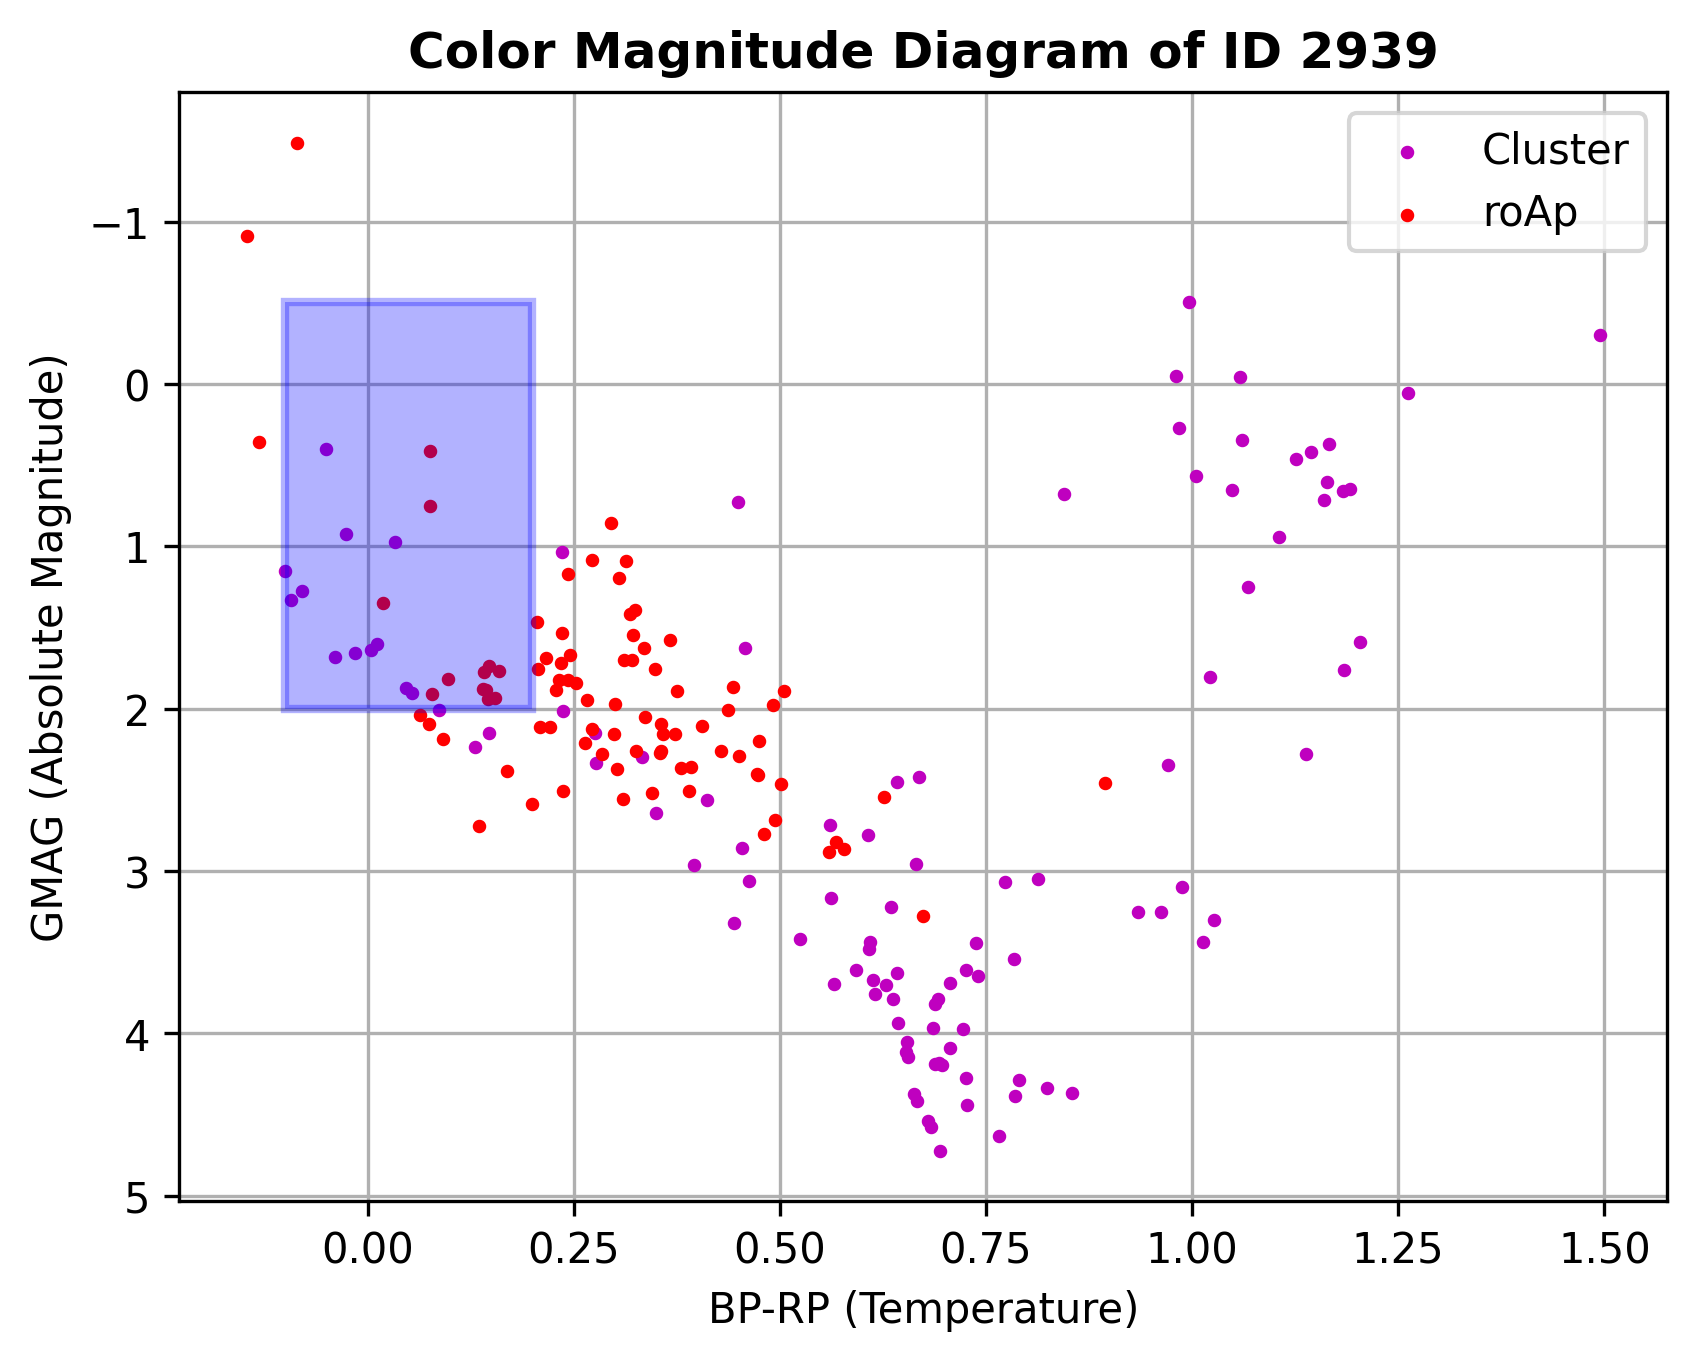 Color Magnitude Diagram of ID 2939
Cluster
roAp
GMAG (Absolute Magnitude)
−1
0
1
2
3
4
5
0.00 0.25 0.50 0.75 1.00 1.25 1.50
BP-RP (Temperature)